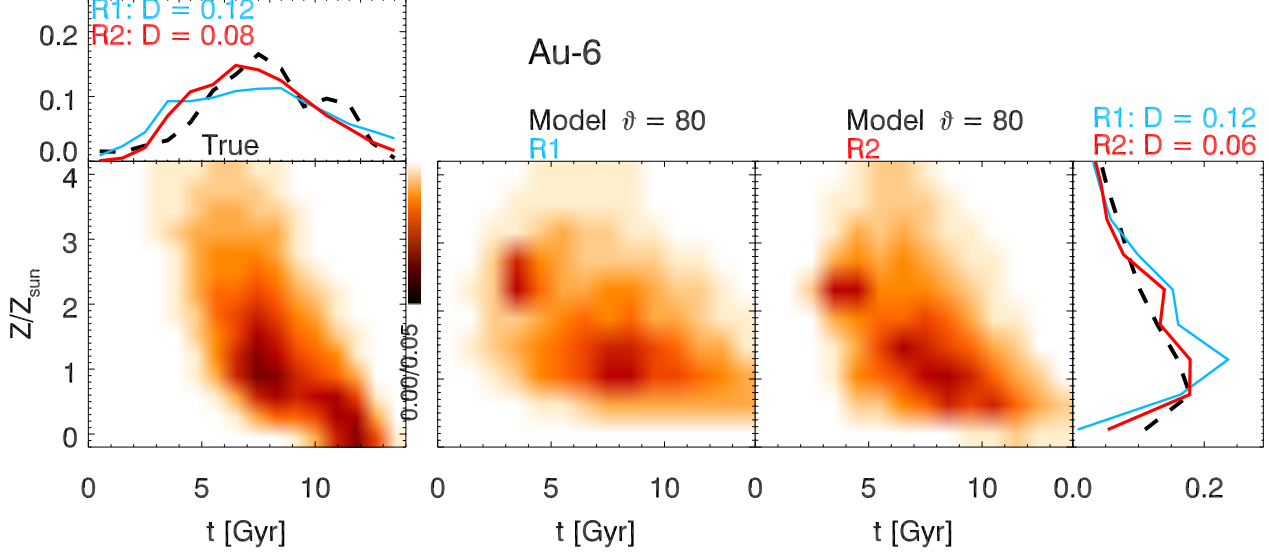 R1: D = 0.12
R2: D = 0.08
Au-6
0.2
0.1
0.0
True
Model ϑ = 80
R1
Model ϑ = 80
R2
R1: D = 0.12
R2: D = 0.06
4
3
2
1
0
Z/Zsun
0.00/0.05
0 5 10
0 5 10
0 5 10
0.0 0.2
t [Gyr]
t [Gyr]
t [Gyr]